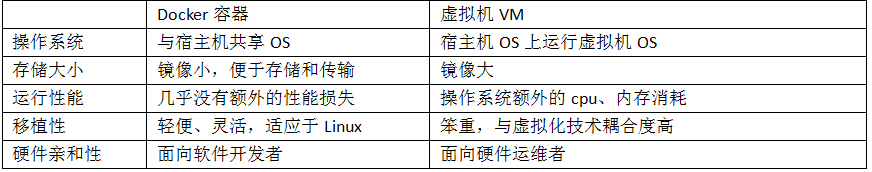 Docker 容器 虚拟机 VM
操作系统 与宿主机共享 OS 宿主机 OS 上运行虚拟机 OS
存储大小 镜像小，便于存储和传输 镜像大
运行性能 几乎没有额外的性能损失 操作系统额外的 cpu、内存消耗
移植性 轻便、灵活，适应于 Linux 笨重，与虚拟化技术耦合度高
硬件亲和性 面向软件开发者 面向硬件运维者